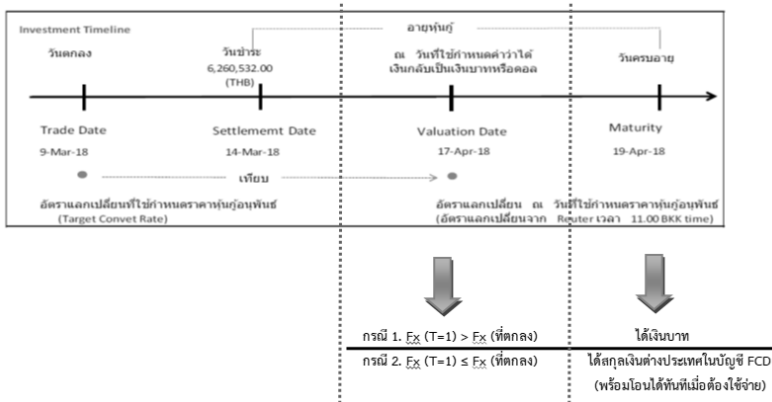 Investment Timeline
อายุหุ้นกู้
วันตกลง
วันชำระ
6,260,532.00
(THB)
ณ วันที่ใช้กำหนดค่าว่าได้
เงินกลับเป็นเงินบาทหรือดอล
วันครบอายุ
Trade Date
Settlememt Date
Valuation Date
Maturity
9-Mar-18
14-Mar-18
17-Apr-18
19-Apr-18
เทียบ
อัตราแลกเปลี่ยนที่ใช้กำหนดราคาหุ้นกู้อนุพันธ์
(Target Convet Rate)
อัตราแลกเปลี่ยน ณ วันที่ใช้กำหนดราคาหุ้นกู้อนุพันธ์
(อัตราแลกเปลี่ยนจาก Reuter เวลา 11.00 BKK time)
กรณี 1. Fx (T=1) > Fx (ที่ตกลง)
ได้เงินบาท
กรณี 2. Fx (T=1) ≤ Fx (ที่ตกลง)
ได้สกุลเงินต่างประเทศในบัญชี FCD
(พร้อมโอนได้ทันทีเมื่อต้องใช้จ่าย)